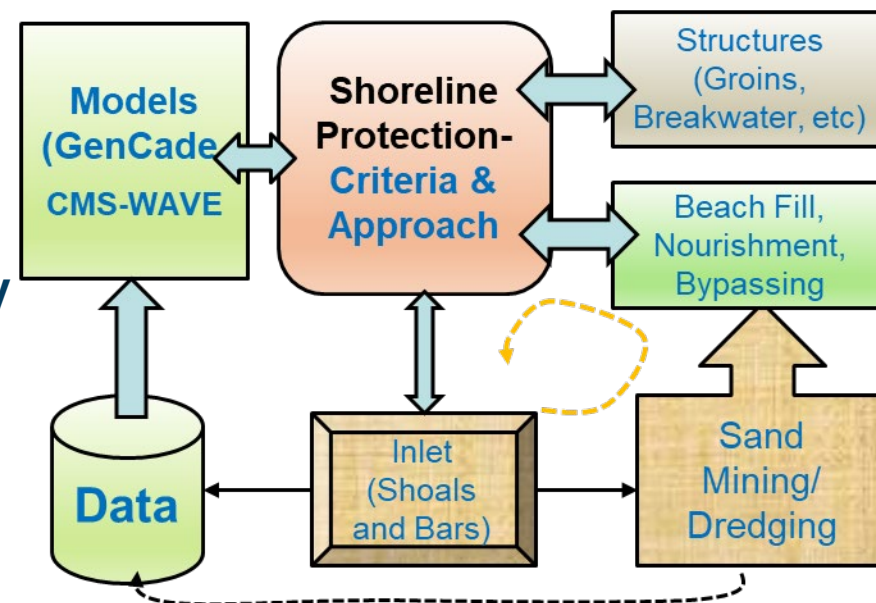 Models
(GenCade
CMS-WAVE
Shoreline
Protection-
Criteria &
Approach
Structures
(Groins,
Breakwater, etc)
Beach Fill,
Nourishment,
Bypassing
y
Data
Inlet
(Shoals
and Bars)
Sand
Mining/
Dredging